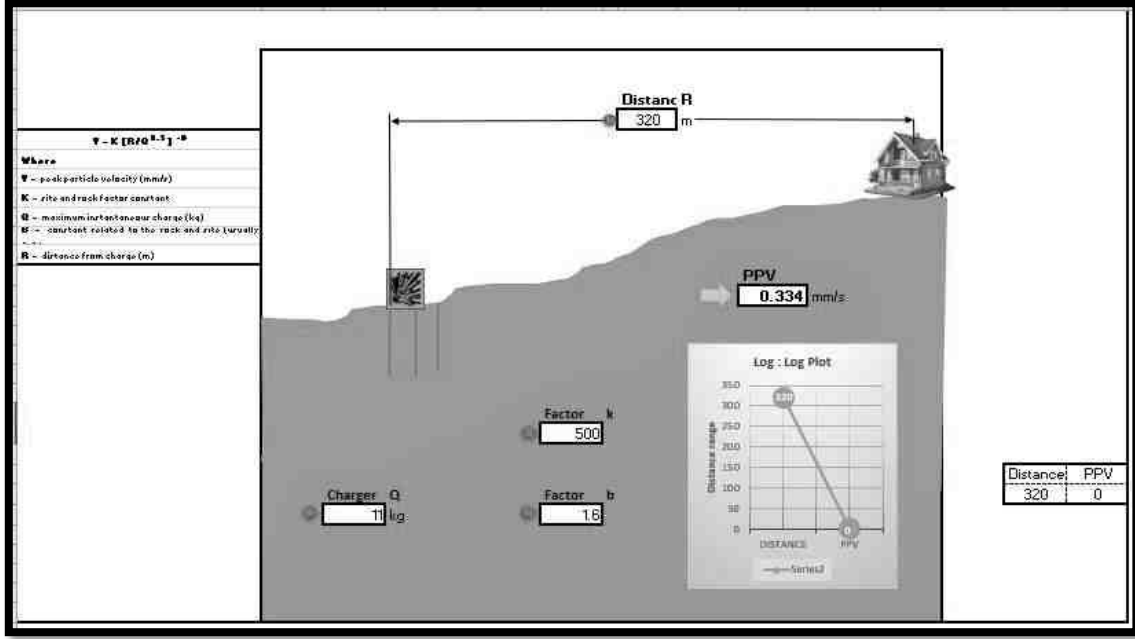 V - K [R/Q^0.5] ^-B
Where
V - peak particle velocity (mm/s)
K - site and rock factor constant
Q - maximum instantaneous charge (kg)
B - constant related to the rock and site (usually
R - distance from charge (m)
Distanc R
320 m
PPV
0.334 mm/s
Log : Log Plot
Distance range
350
300
250
200
150
100
50
0
320
0
DISTANCE PPV
Series2
Factor k
500
Charger Q
11 kg
Factor b
1.6
Distance PPV
320 0